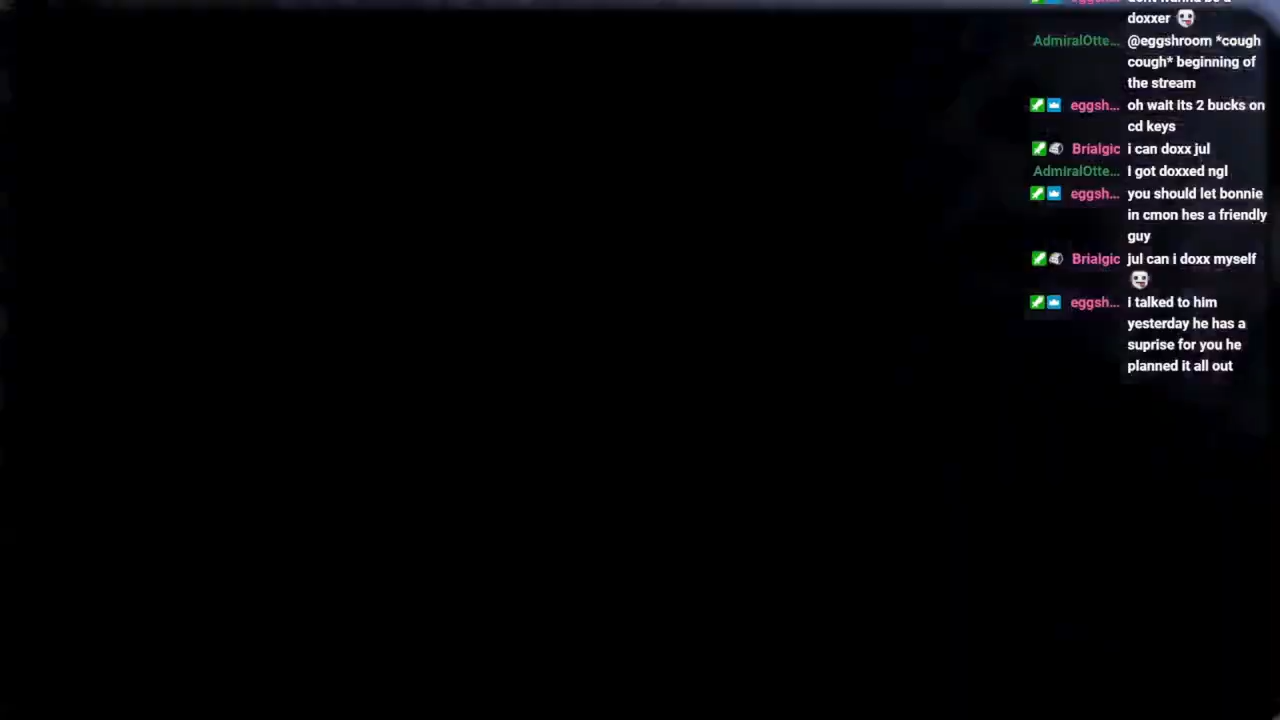 doxxer
AdmiralOtte... @eggshroom *cough
cough* beginning of
the stream
eggsh... oh wait its 2 bucks on
cd keys
Brialgic i can doxx jul
AdmiralOtte... I got doxxed ngl
eggsh... you should let bonnie
in cmon hes a friendly
guy
Brialgic jul can i doxx myself
eggsh... i talked to him
yesterday he has a
suprise for you he
planned it all out